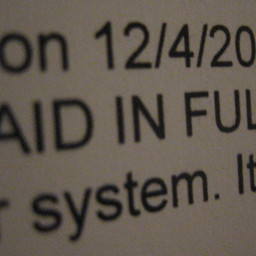 on 12/4/20
AID IN FUL
r system. It